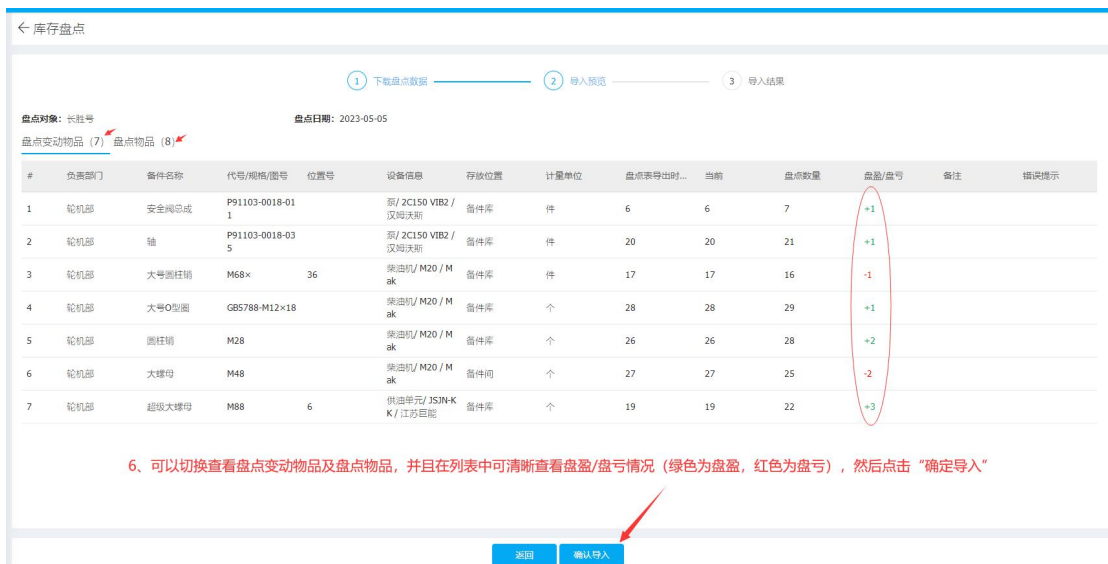 ← 库存盘点
1 下载盘点数据 2 导入预览 3 导入结果
盘点对象：长胜号 盘点日期：2023-05-05
盘点变动物品（7） 盘点物品（8）
# 负责部门 备件名称 代号/规格/图号 位置号 设备信息 存放位置 计量单位 盘点表导出时... 当前 盘点数量 盘盈/盘亏 备注 错误提示
1 轮机部 安全阀总成 P91103-0018-01 泵/ 2C150 VIB2 / 备件库 件 6 6 7 +1
1 汉姆沃斯
2 轮机部 轴 P91103-0018-03 泵/ 2C150 VIB2 / 备件库 件 20 20 21 +1
5 汉姆沃斯
3 轮机部 大号圆柱销 M68× 36 柴油机/ M20 / M 备件库 件 17 17 16 -1
ak
4 轮机部 大号O型圈 GB5788-M12×18 柴油机/ M20 / M 备件库 个 28 28 29 +1
ak
5 轮机部 圆柱销 M28 柴油机/ M20 / M 备件库 个 26 26 28 +2
ak
6 轮机部 大螺母 M48 柴油机/ M20 / M 备件间 个 27 27 25 -2
ak
7 轮机部 超级大螺母 M88 6 供油单元/ JSJN-K 备件库 个 19 19 22 +3
K / 江苏巨能
6、可以切换查看盘点变动物品及盘点物品，并且在列表中可清晰查看盘盈/盘亏情况（绿色为盘盈，红色为盘亏），然后点击“确定导入”
返回 确认导入